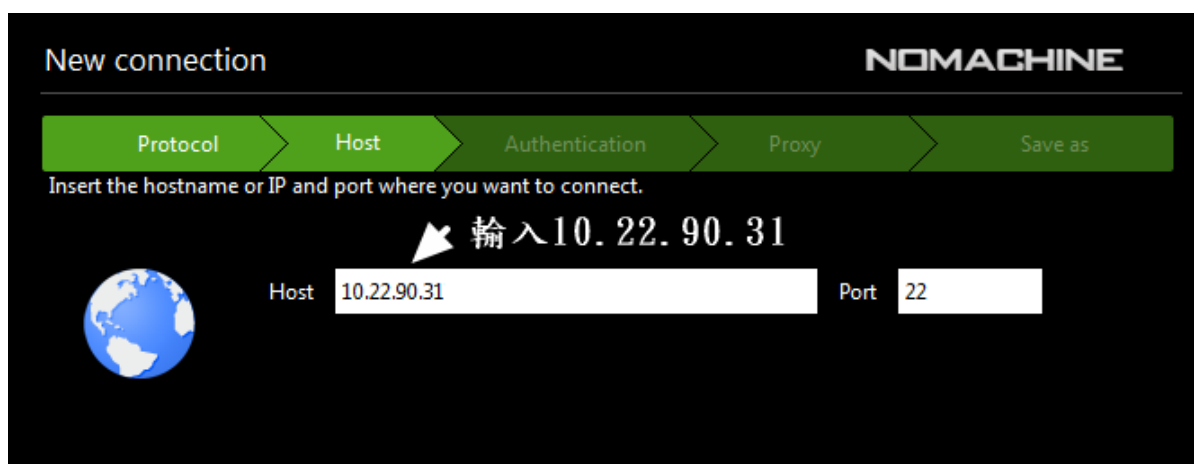 New connection NOMACHINE
Protocol Host Authentication Proxy Save as
Insert the hostname or IP and port where you want to connect.
輸入10.22.90.31
Host 10.22.90.31 Port 22